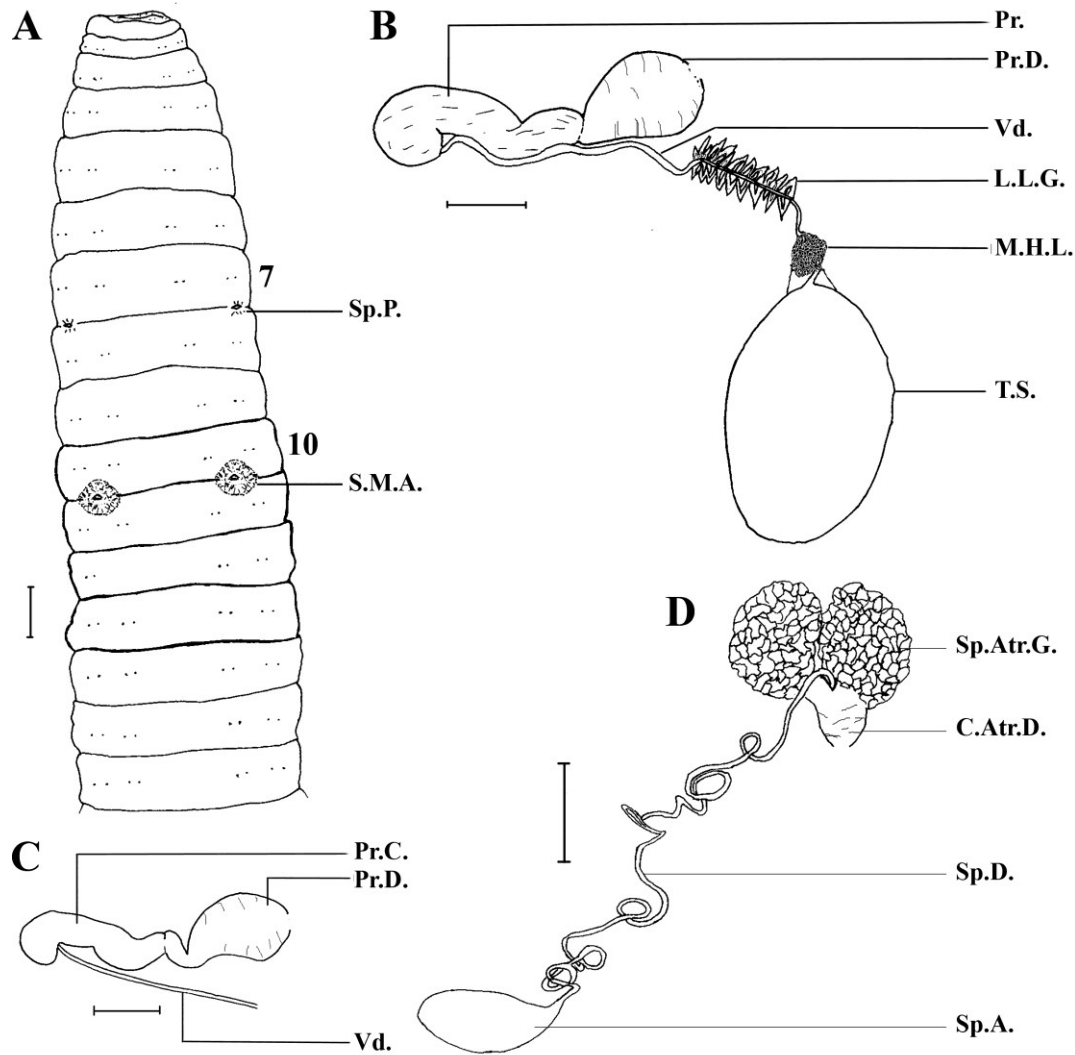 A
7
Sp.P.
10
S.M.A.
B
Pr.
Pr.D.
Vd.
L.L.G.
M.H.L.
T.S.
C
Pr.C.
Pr.D.
Vd.
D
Sp.Atr.G.
C.Atr.D.
Sp.D.
Sp.A.